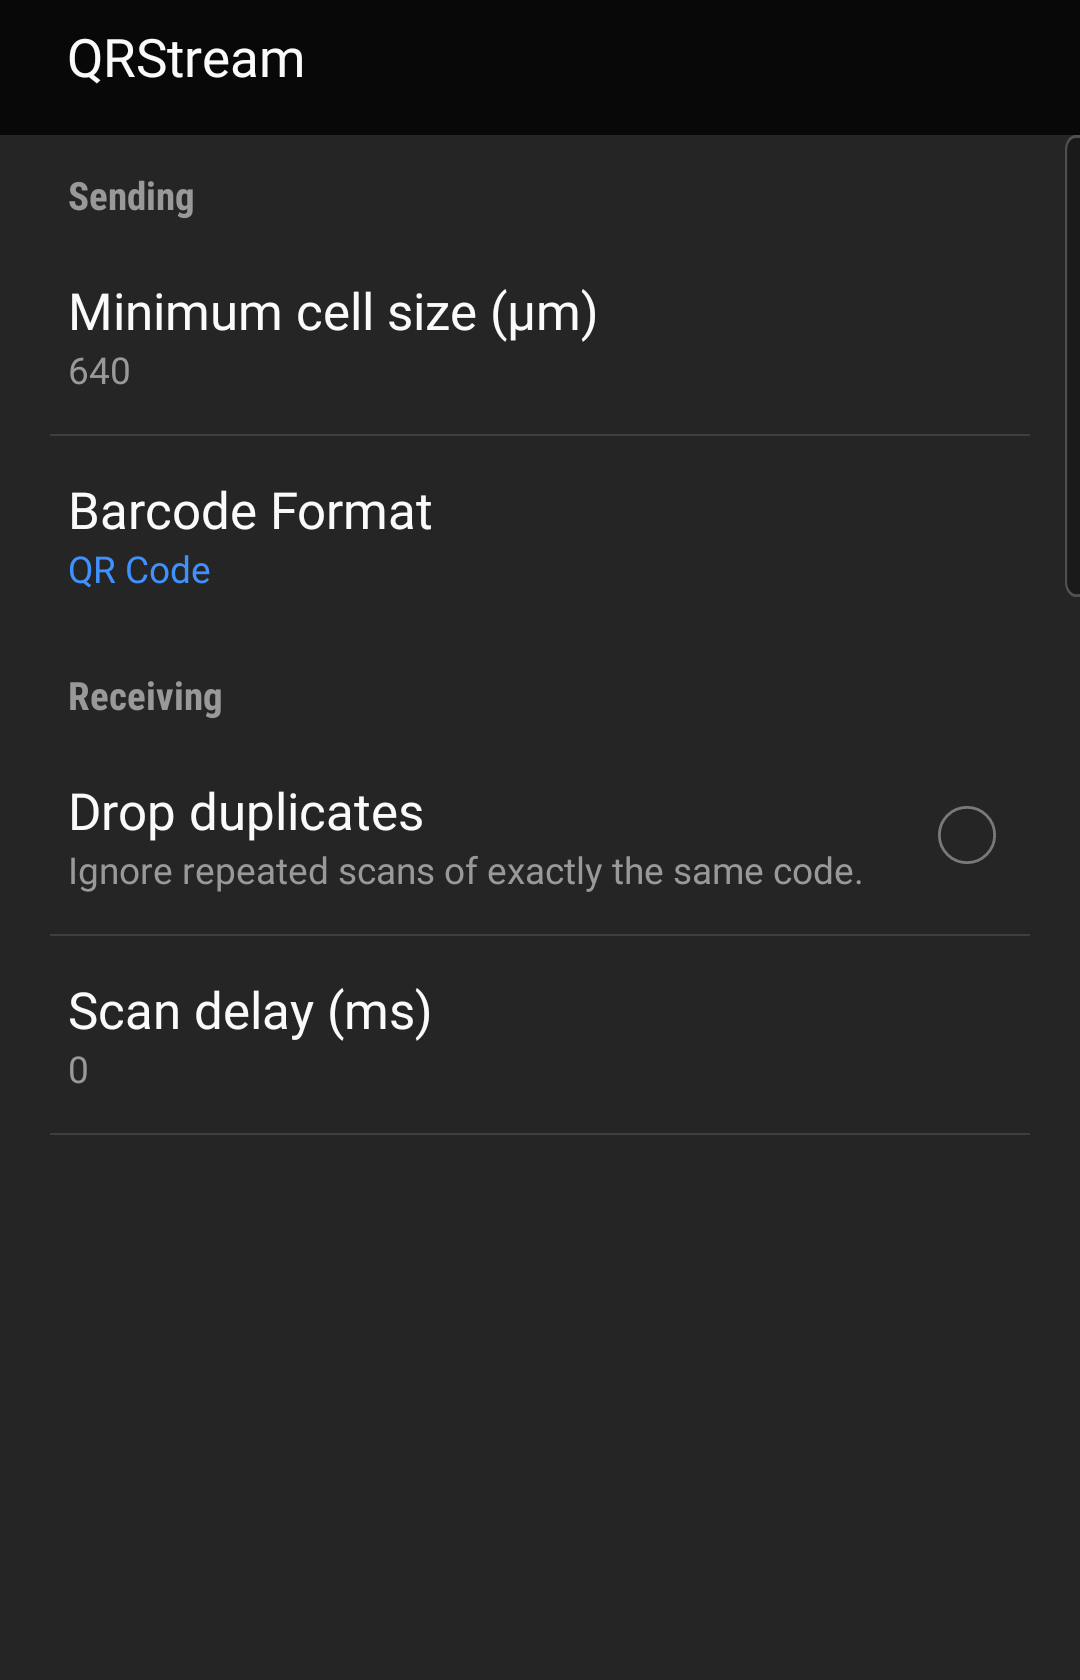 QRStream
Sending
Minimum cell size (µm)
640
Barcode Format
QR Code
Receiving
Drop duplicates
Ignore repeated scans of exactly the same code.
Scan delay (ms)
0